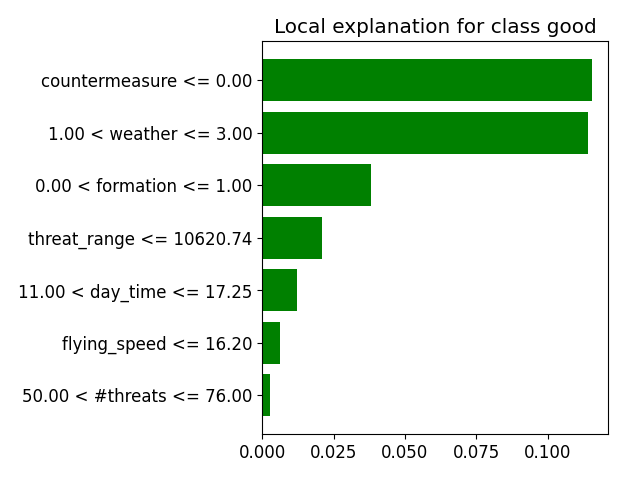 Local explanation for class good
countermeasure <= 0.00
1.00 < weather <= 3.00
0.00 < formation <= 1.00
threat_range <= 10620.74
11.00 < day_time <= 17.25
flying_speed <= 16.20
50.00 < #threats <= 76.00
0.000 0.025 0.050 0.075 0.100